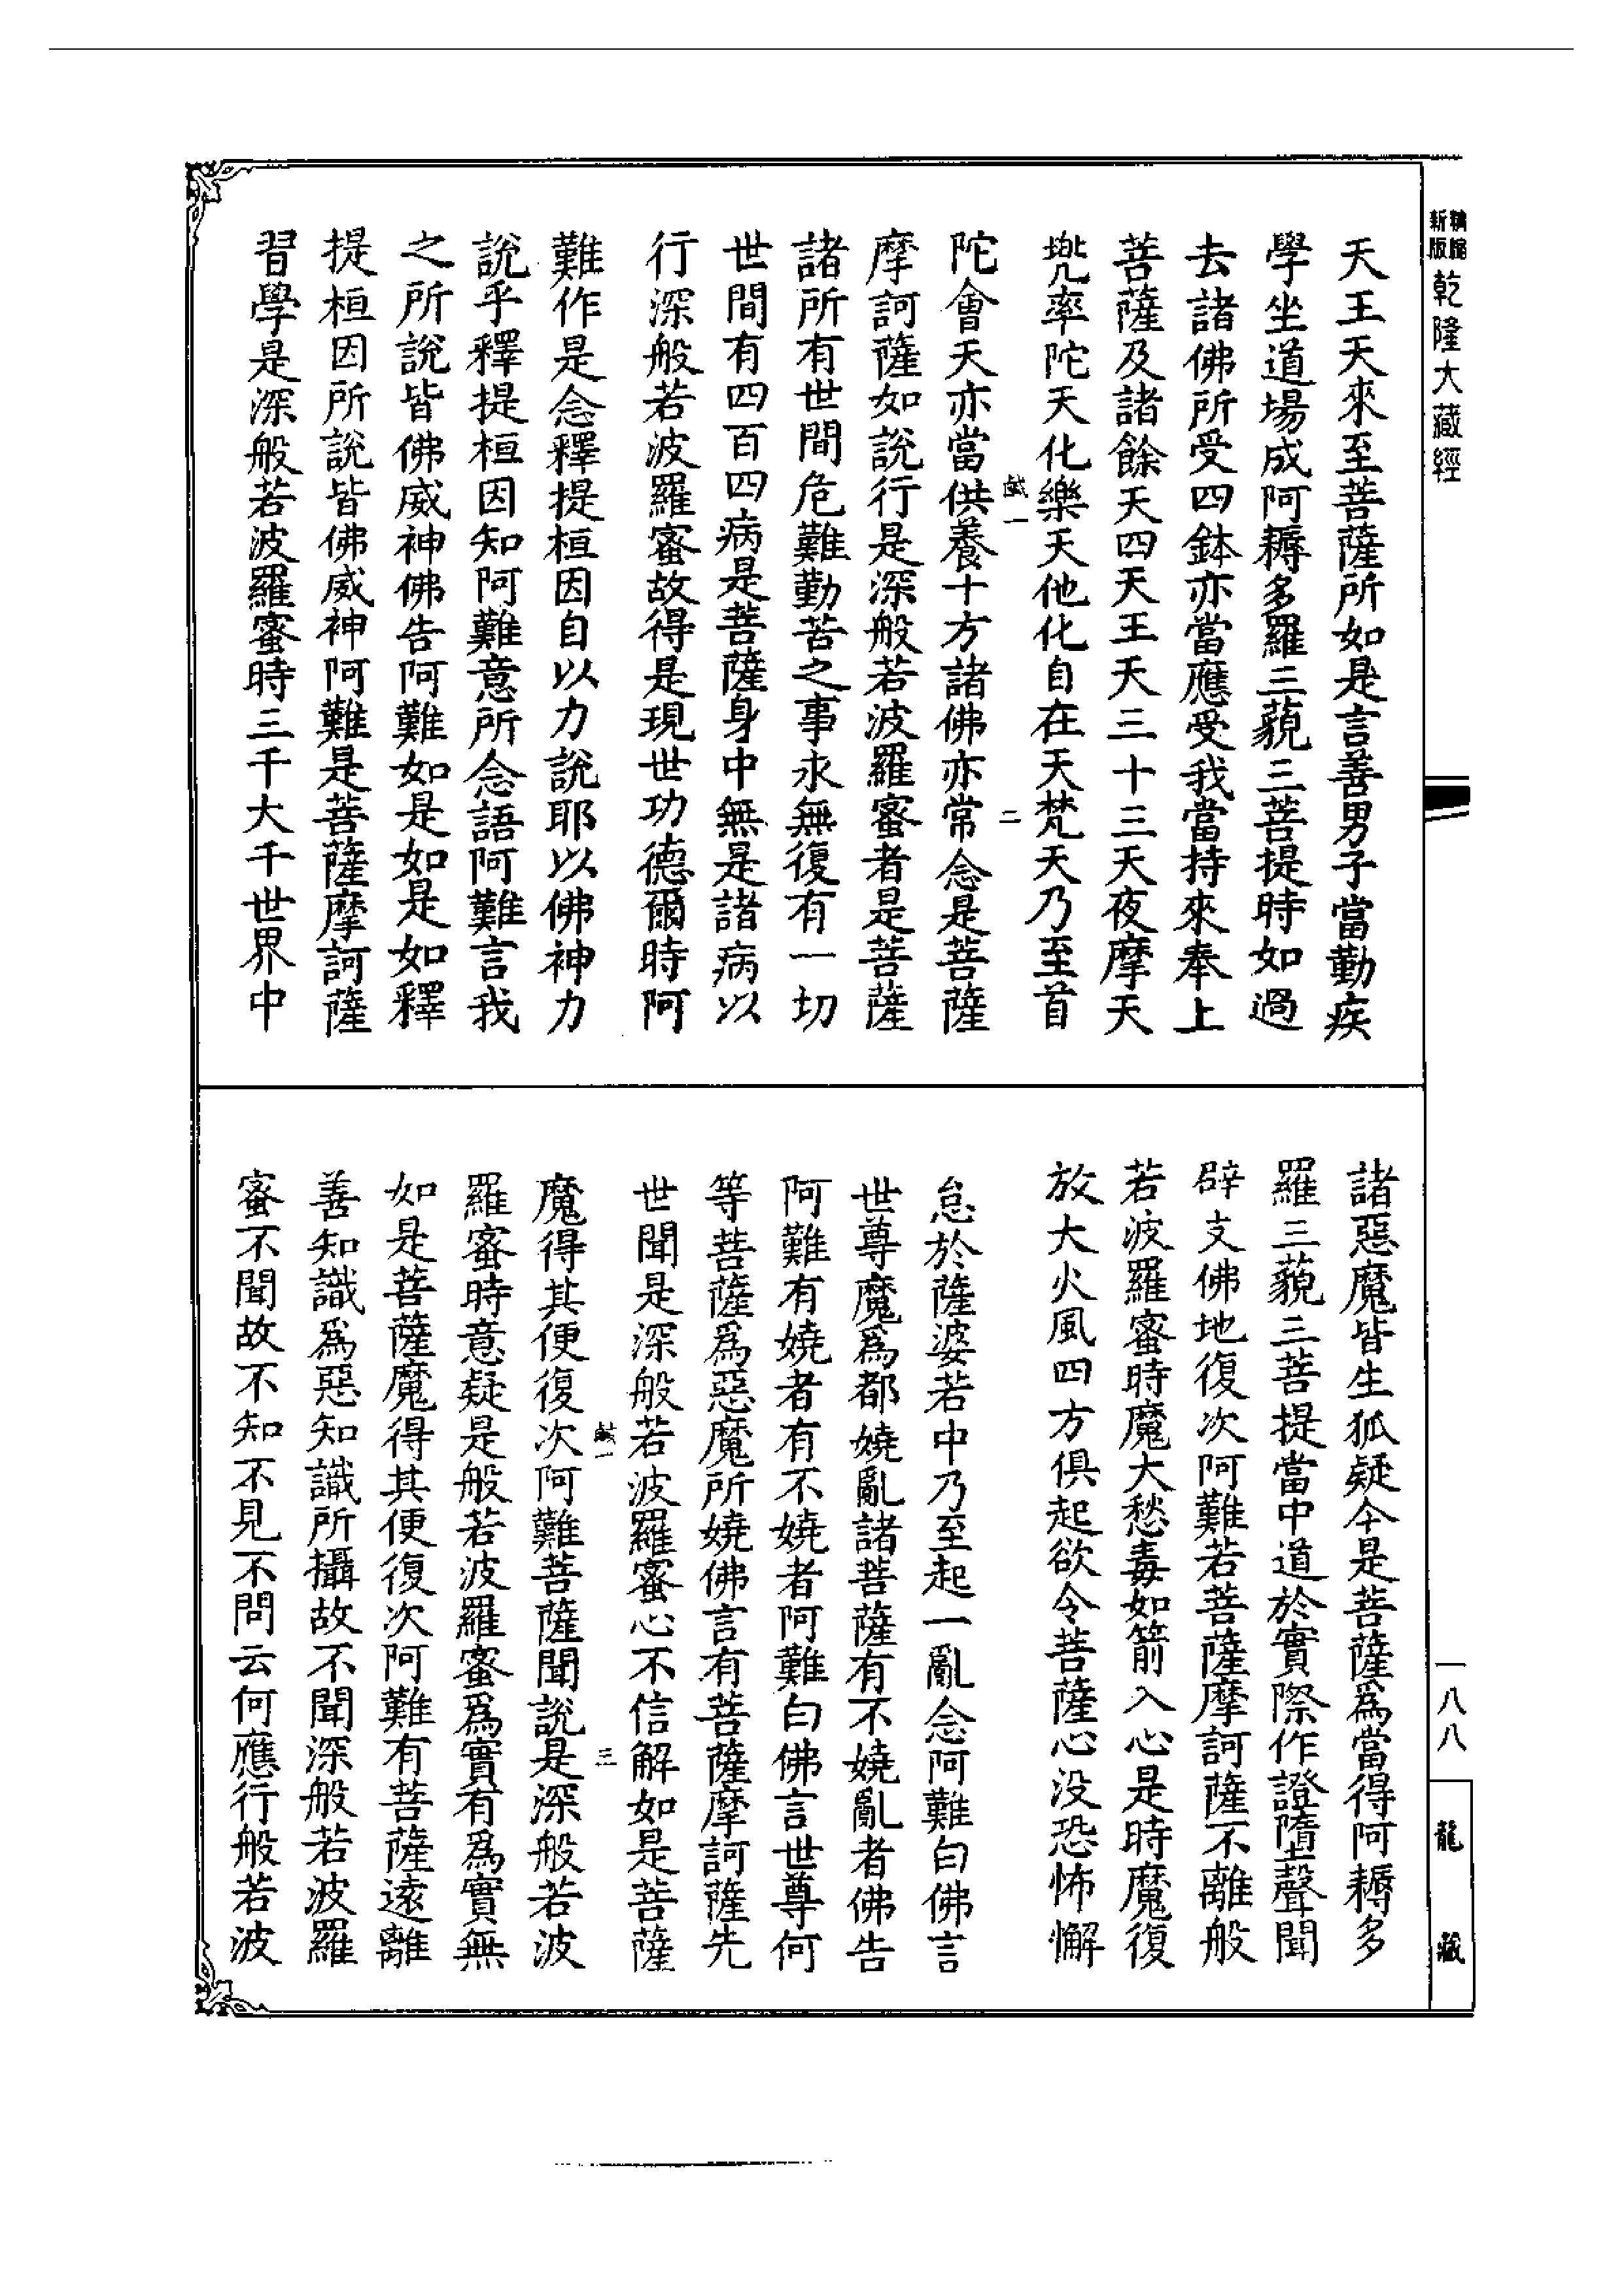 精縮新版乾隆大藏經
天王天來至菩薩所如是言善男子當勤疾
學坐道場成阿耨多羅三藐三菩提時如過
去諸佛所受四鉢亦當應受我當持來奉上
菩薩及諸餘天四天王天三十三天夜摩天
兠率陀天化樂天他化自在天梵天乃至首
鹹一
二
陀會天亦當供養十方諸佛亦常念是菩薩
摩訶薩如說行是深般若波羅蜜者是菩薩
諸所有世間危難勤苦之事永無復有一切
世間有四百四病是菩薩身中無是諸病以
行深般若波羅蜜故得是現世功德爾時阿
難作是念釋提桓因自以力說耶以佛神力
說乎釋提桓因知阿難意所念語阿難言我
之所說皆佛威神佛告阿難如是如是如釋
提桓因所說皆佛威神阿難是菩薩摩訶薩
習學是深般若波羅蜜時三千大千世界中
諸惡魔皆生狐疑今是菩薩爲當得阿耨多
羅三藐三菩提當中道於實際作證墮聲聞
辟支佛地復次阿難若菩薩摩訶薩不離般
若波羅蜜時魔大愁毒如箭入心是時魔復
放大火風四方俱起欲令菩薩心没恐怖懈
怠於薩婆若中乃至起一亂念阿難白佛言
世尊魔爲都嬈亂諸菩薩有不嬈亂者佛告
阿難有嬈者有不嬈者阿難白佛言世尊何
等菩薩爲惡魔所嬈佛言有菩薩摩訶薩先
世聞是深般若波羅蜜心不信解如是菩薩
鹹一
三
魔得其便復次阿難菩薩聞說是深般若波
羅蜜時意疑是般若波羅蜜爲實有爲實無
如是菩薩魔得其便復次阿難有菩薩遠離
善知識爲惡知識所攝故不聞深般若波羅
蜜不聞故不知不見不問云何應行般若波
一八八
龍藏